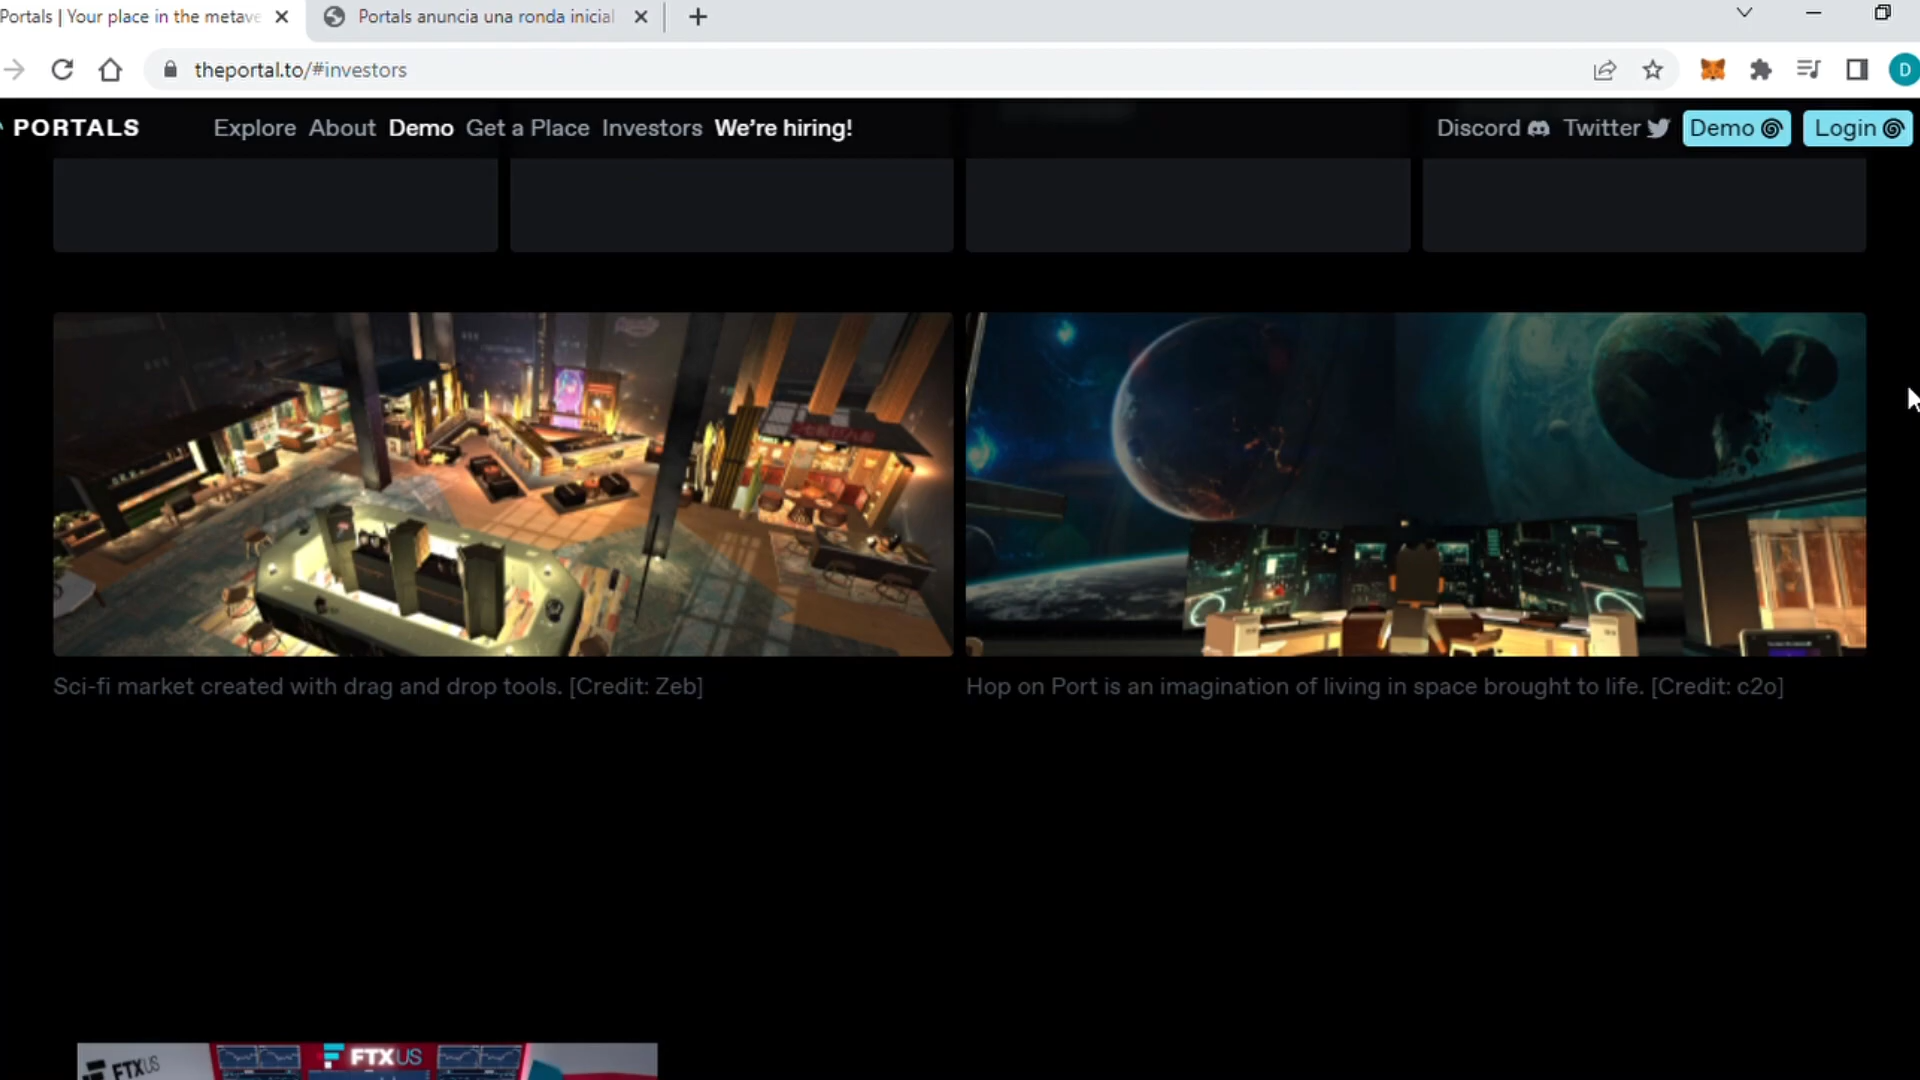 Portals | Your place in the metave
Portals anuncia una ronda inicial
theportal.to/#investors
D
PORTALS
Explore About Demo Get a Place Investors We're hiring!
Discord Twitter Demo Login
Sci-fi market created with drag and drop tools. [Credit: Zeb]
Hop on Port is an imagination of living in space brought to life. [Credit: c2o]
FTX US
FTX US